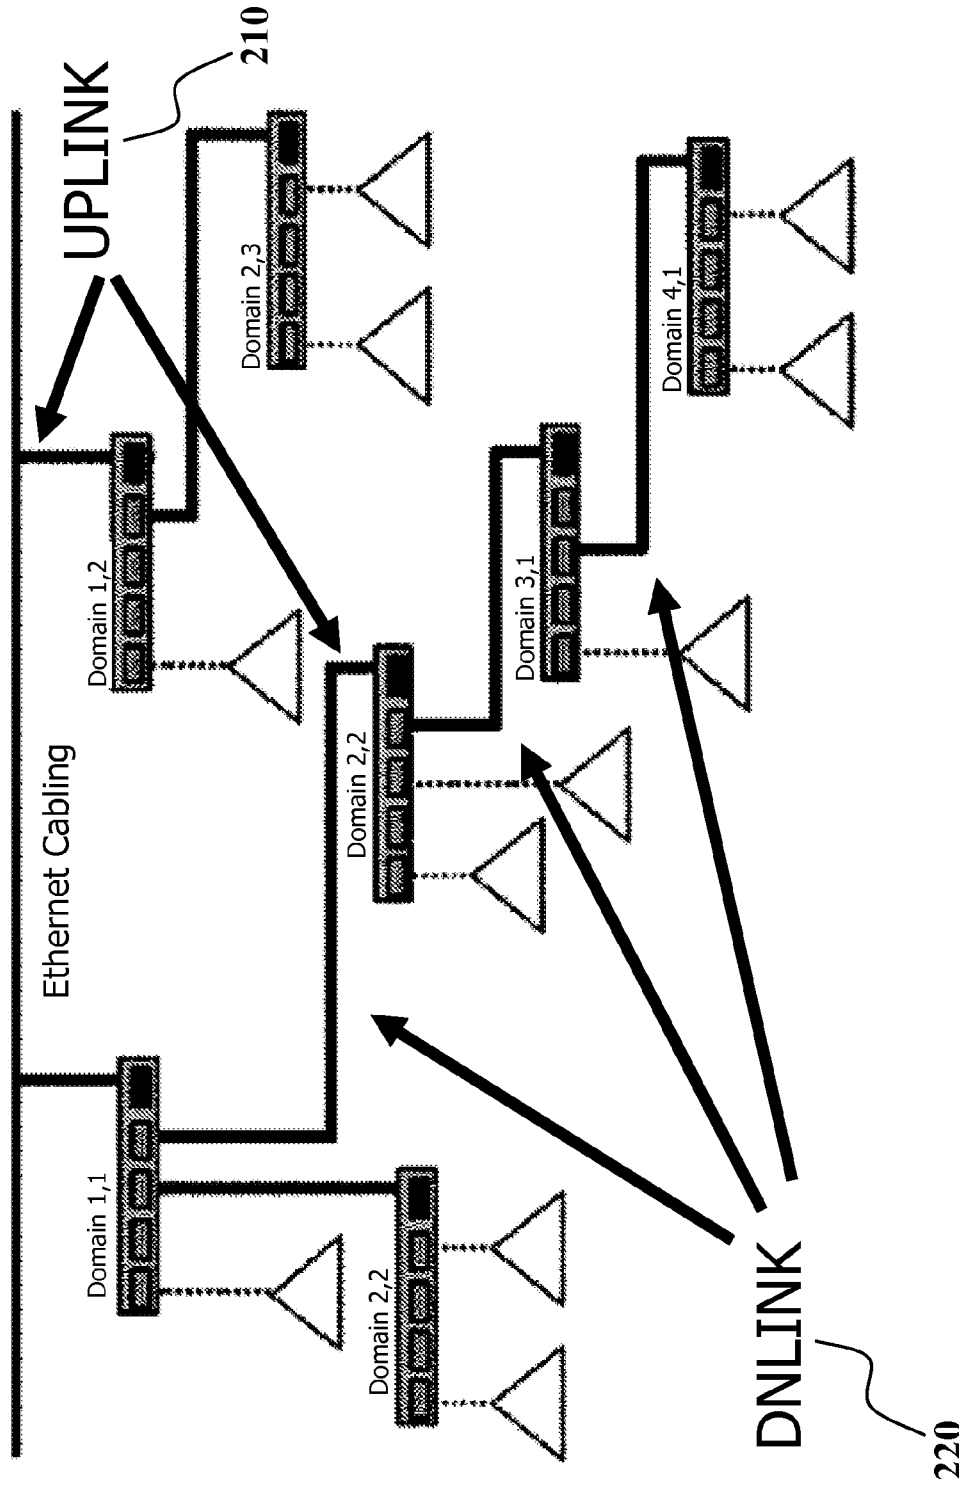 Ethernet Cabling
UPLINK
210
Domain 1,1
Domain 1,2
Domain 2,2
Domain 2,2
Domain 2,3
Domain 3,1
Domain 4,1
DNLINK
220